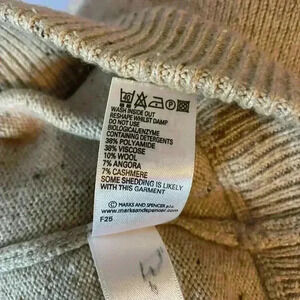 40
WASH INSIDE OUT
RESHAPE WHILST DAMP
DO NOT USE
BIOLOGICAL/ENZYME
CONTAINING DETERGENTS
38% POLYAMIDE
38% VISCOSE
10% WOOL
7% ANGORA
7% CASHMERE
SOME SHEDDING IS LIKELY
WITH THIS GARMENT
© MARKS AND SPENCER plc
www.marksandspencer.com
F25